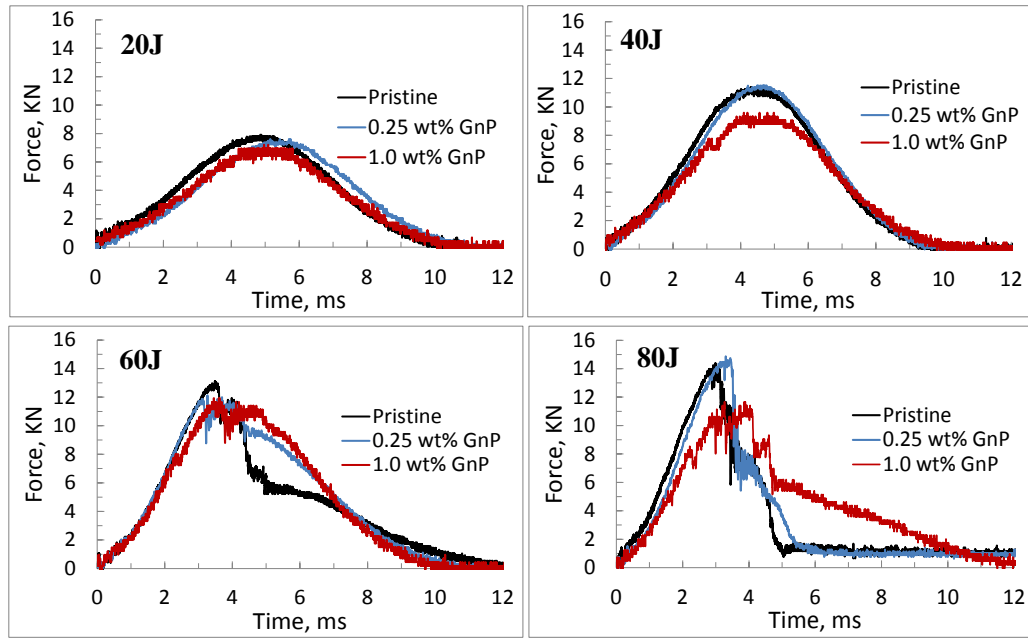 20J
Force, KN
16
14
12
10
8
6
4
2
0
Pristine
0.25 wt% GnP
1.0 wt% GnP
0 2 4 6 8 10 12
Time, ms
40J
Force, KN
16
14
12
10
8
6
4
2
0
Pristine
0.25 wt% GnP
1.0 wt% GnP
0 2 4 6 8 10 12
Time, ms
60J
Force, KN
16
14
12
10
8
6
4
2
0
Pristine
0.25 wt% GnP
1.0 wt% GnP
0 2 4 6 8 10 12
Time, ms
80J
Force, KN
16
14
12
10
8
6
4
2
0
Pristine
0.25 wt% GnP
1.0 wt% GnP
0 2 4 6 8 10 12
Time, ms